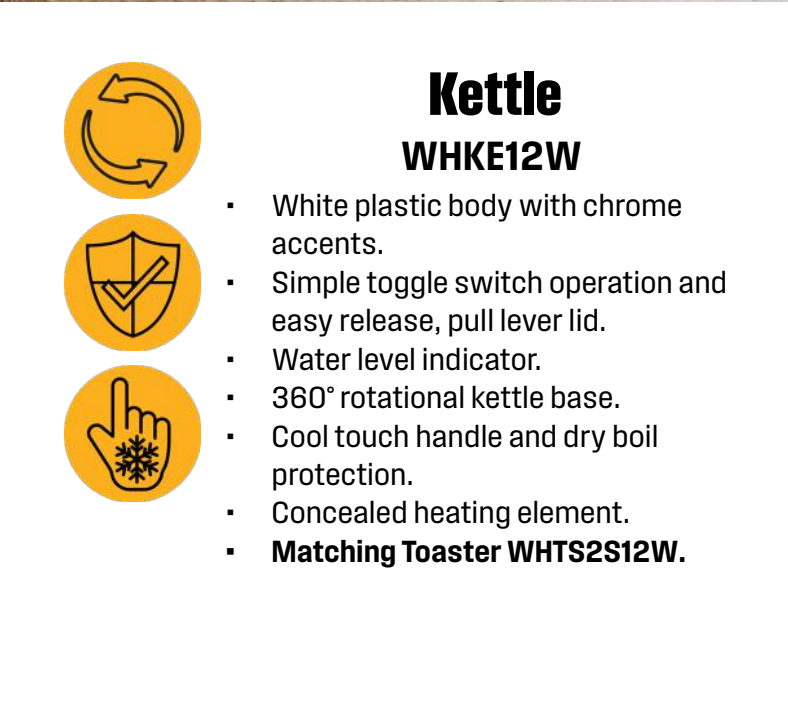 Kettle
WHKE12W
▪ White plastic body with chrome
accents.
▪ Simple toggle switch operation and
easy release, pull lever lid.
▪ Water level indicator.
▪ 360° rotational kettle base.
▪ Cool touch handle and dry boil
protection.
▪ Concealed heating element.
▪ Matching Toaster WHTS2S12W.